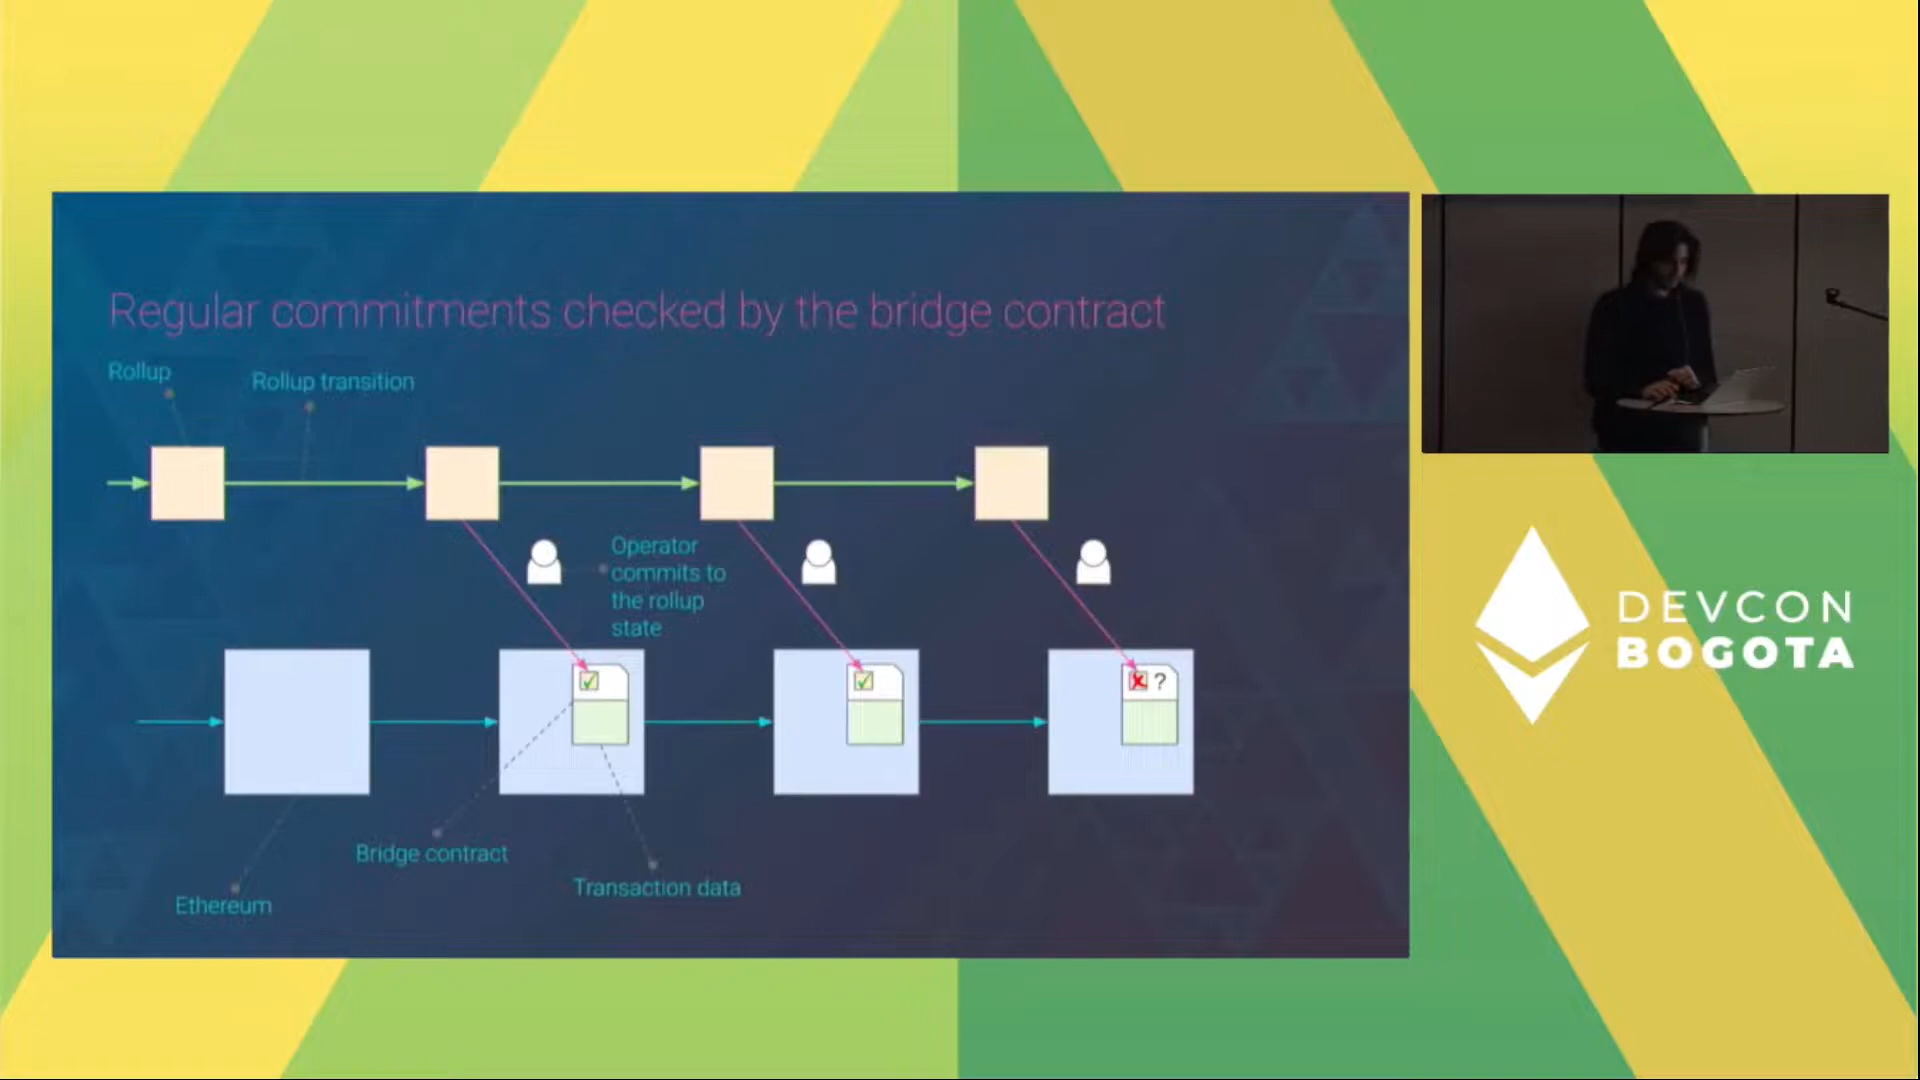 Regular commitments checked by the bridge contract
Rollup
Rollup transition
Operator
commits to
the rollup
state
?
Bridge contract
Transaction data
Ethereum
DEVCON
BOGOTA